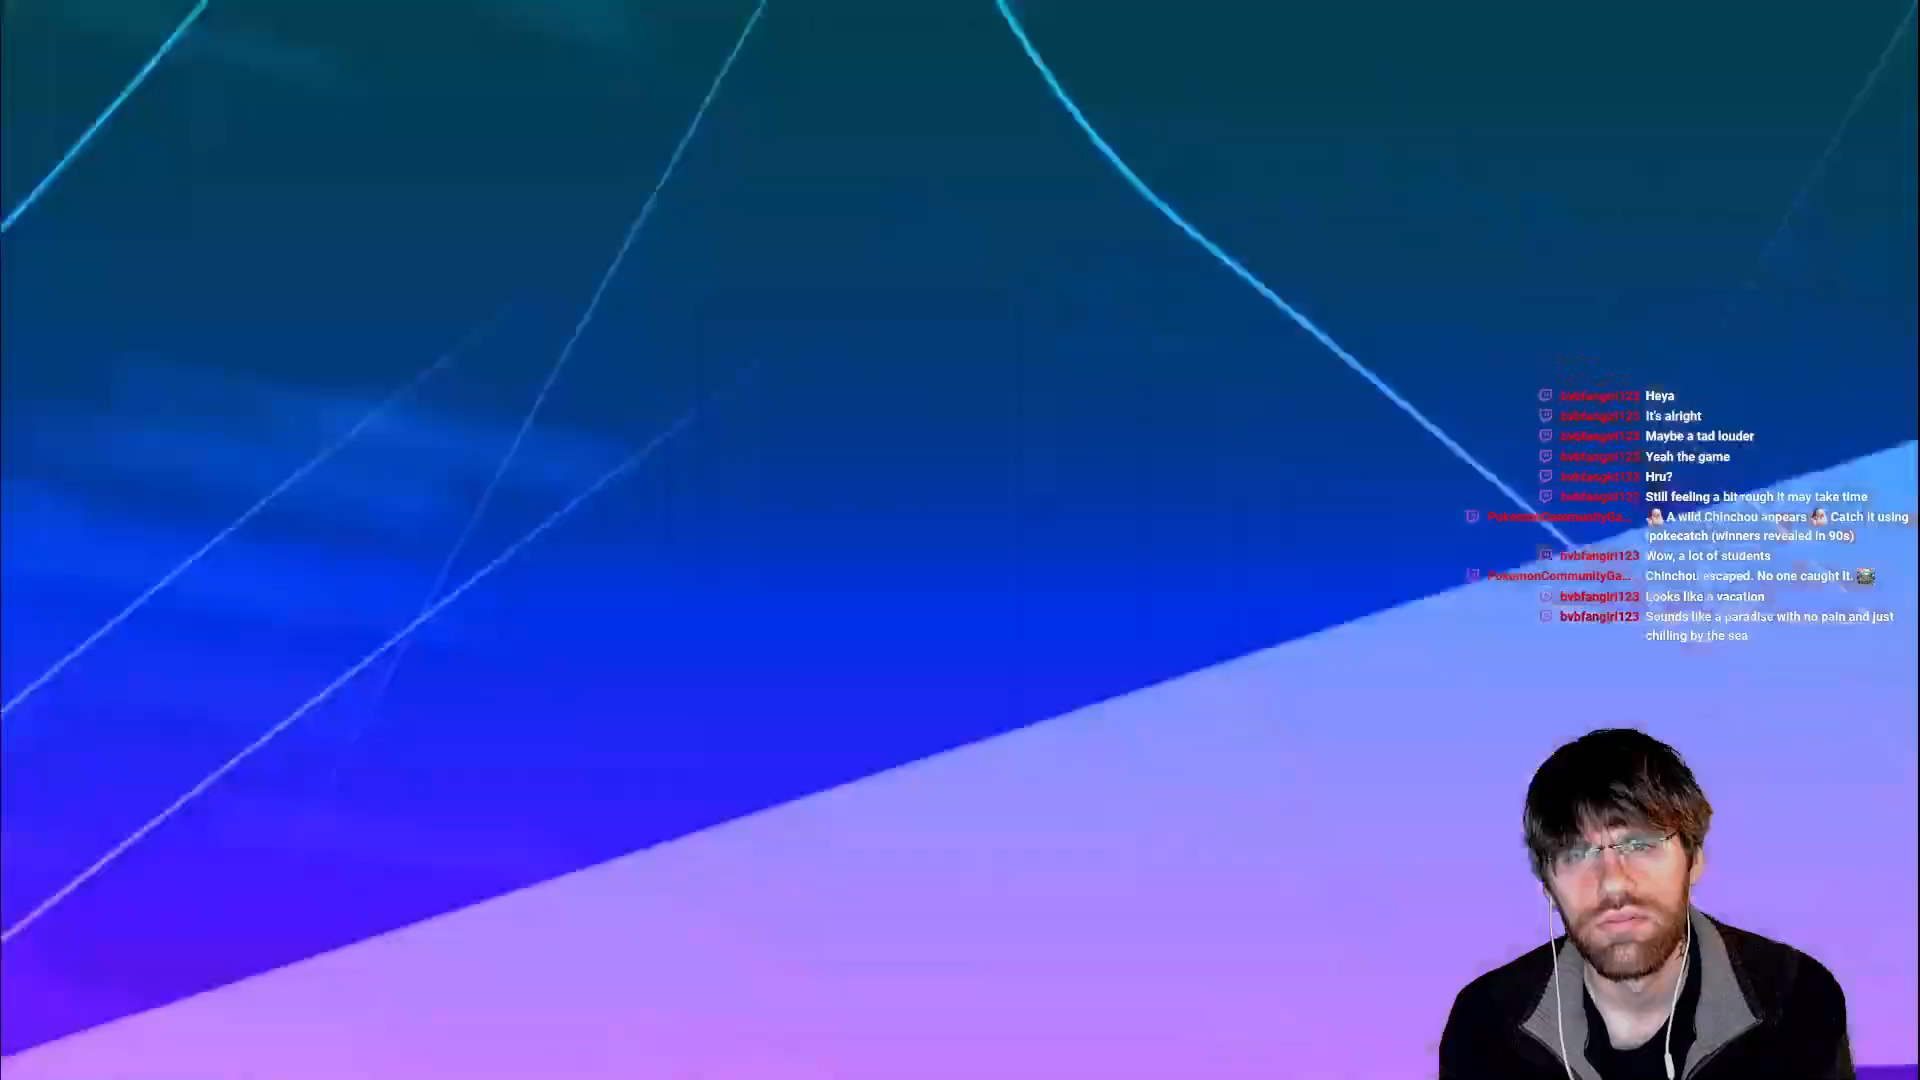 bvbfangirl123 Heya
bvbfangirl123 It's alright
bvbfangirl123 Maybe a tad louder
bvbfangirl123 Yeah the game
bvbfangirl123 Hru?
bvbfangirl123 Still feeling a bit rough it may take time
PokemonCommunityGa... A wild Chinchou appears Catch it using
pokecatch (winners revealed in 90s)
bvbfangirl123 Wow, a lot of students
PokemonCommunityGa... Chinchou escaped. No one caught it.
bvbfangirl123 Looks like a vacation
bvbfangirl123 Sounds like a paradise with no pain and just
chilling by the sea